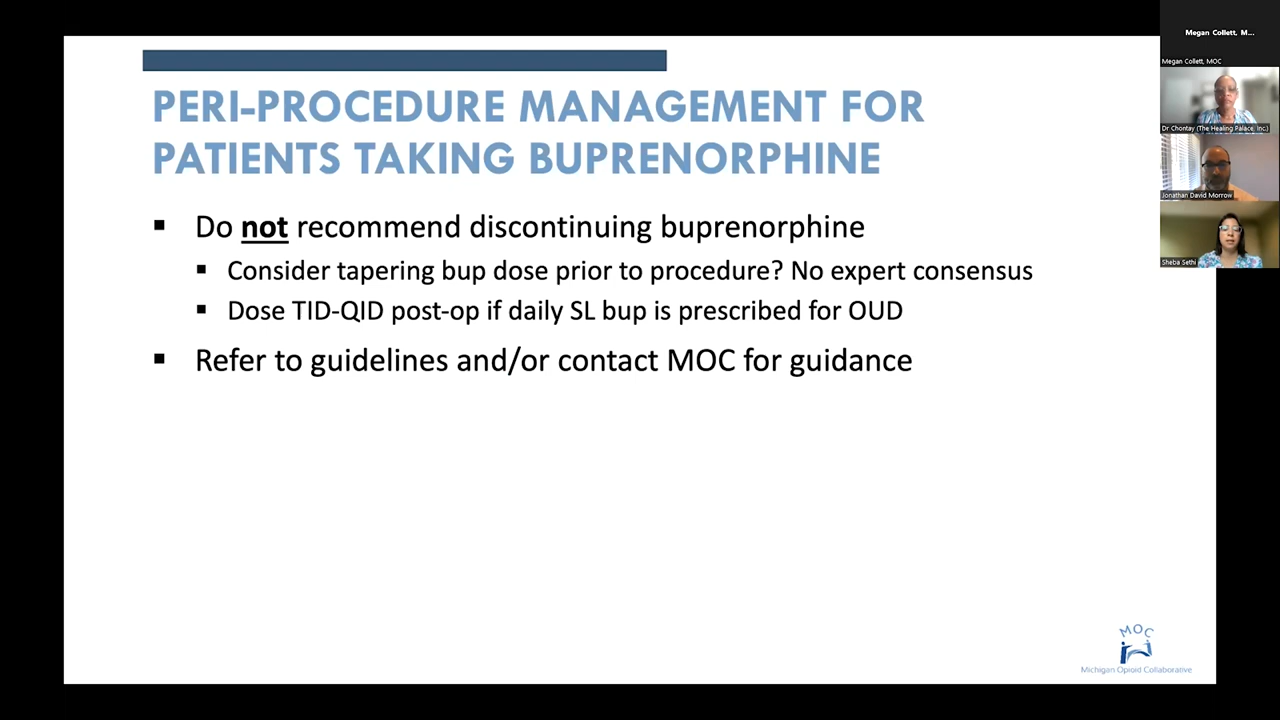 PERI-PROCEDURE MANAGEMENT FOR
PATIENTS TAKING BUPRENORPHINE
▪ Do not recommend discontinuing buprenorphine
▪ Consider tapering bup dose prior to procedure? No expert consensus
▪ Dose TID-QID post-op if daily SL bup is prescribed for OUD
▪ Refer to guidelines and/or contact MOC for guidance
MOC
Michigan Opioid Collaborative
Megan Collett, M...
Megan Collett, MOC
Dr Chontay (The Healing Palace, Inc.)
Jonathan David Morrow
Sheba Sethi